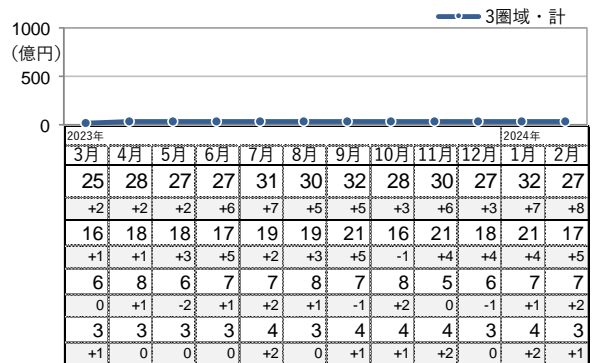 3圏域・計
1000
(億円)
500
0
2023年 2024年
3月 4月 5月 6月 7月 8月 9月 10月 11月 12月 1月 2月
25 28 27 27 31 30 32 28 30 27 32 27
+2 +2 +2 +6 +7 +5 +5 +3 +6 +3 +7 +8
16 18 18 17 19 19 21 16 21 18 21 17
+1 +1 +3 +5 +2 +3 +5 -1 +4 +4 +4 +5
6 8 6 7 7 8 7 8 5 6 7 7
0 +1 -2 +1 +2 +1 -1 +2 0 -1 +1 +2
3 3 3 3 4 3 4 4 4 3 4 3
+1 0 0 0 +2 0 +1 +1 +2 0 +2 +1